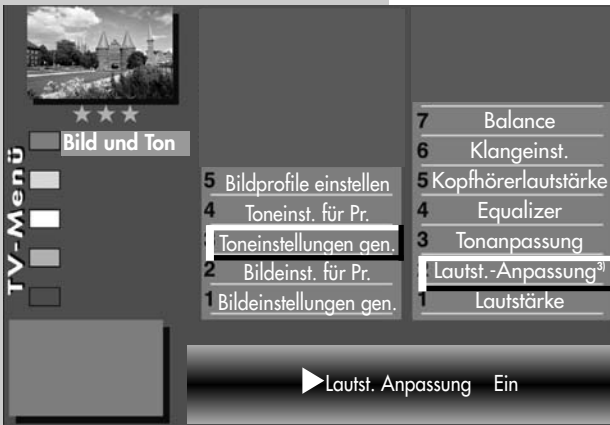 TV-Menü
Bild und Ton
5 Bildprofile einstellen
4 Toneinst. für Pr.
3 Toneinstellungen gen.
2 Bildeinst. für Pr.
1 Bildeinstellungen gen.
7 Balance
6 Klangeinst.
5 Kopfhörerlautstärke
4 Equalizer
3 Tonanpassung
2 Lautst.-Anpassung³⁾
1 Lautstärke
Lautst. Anpassung Ein